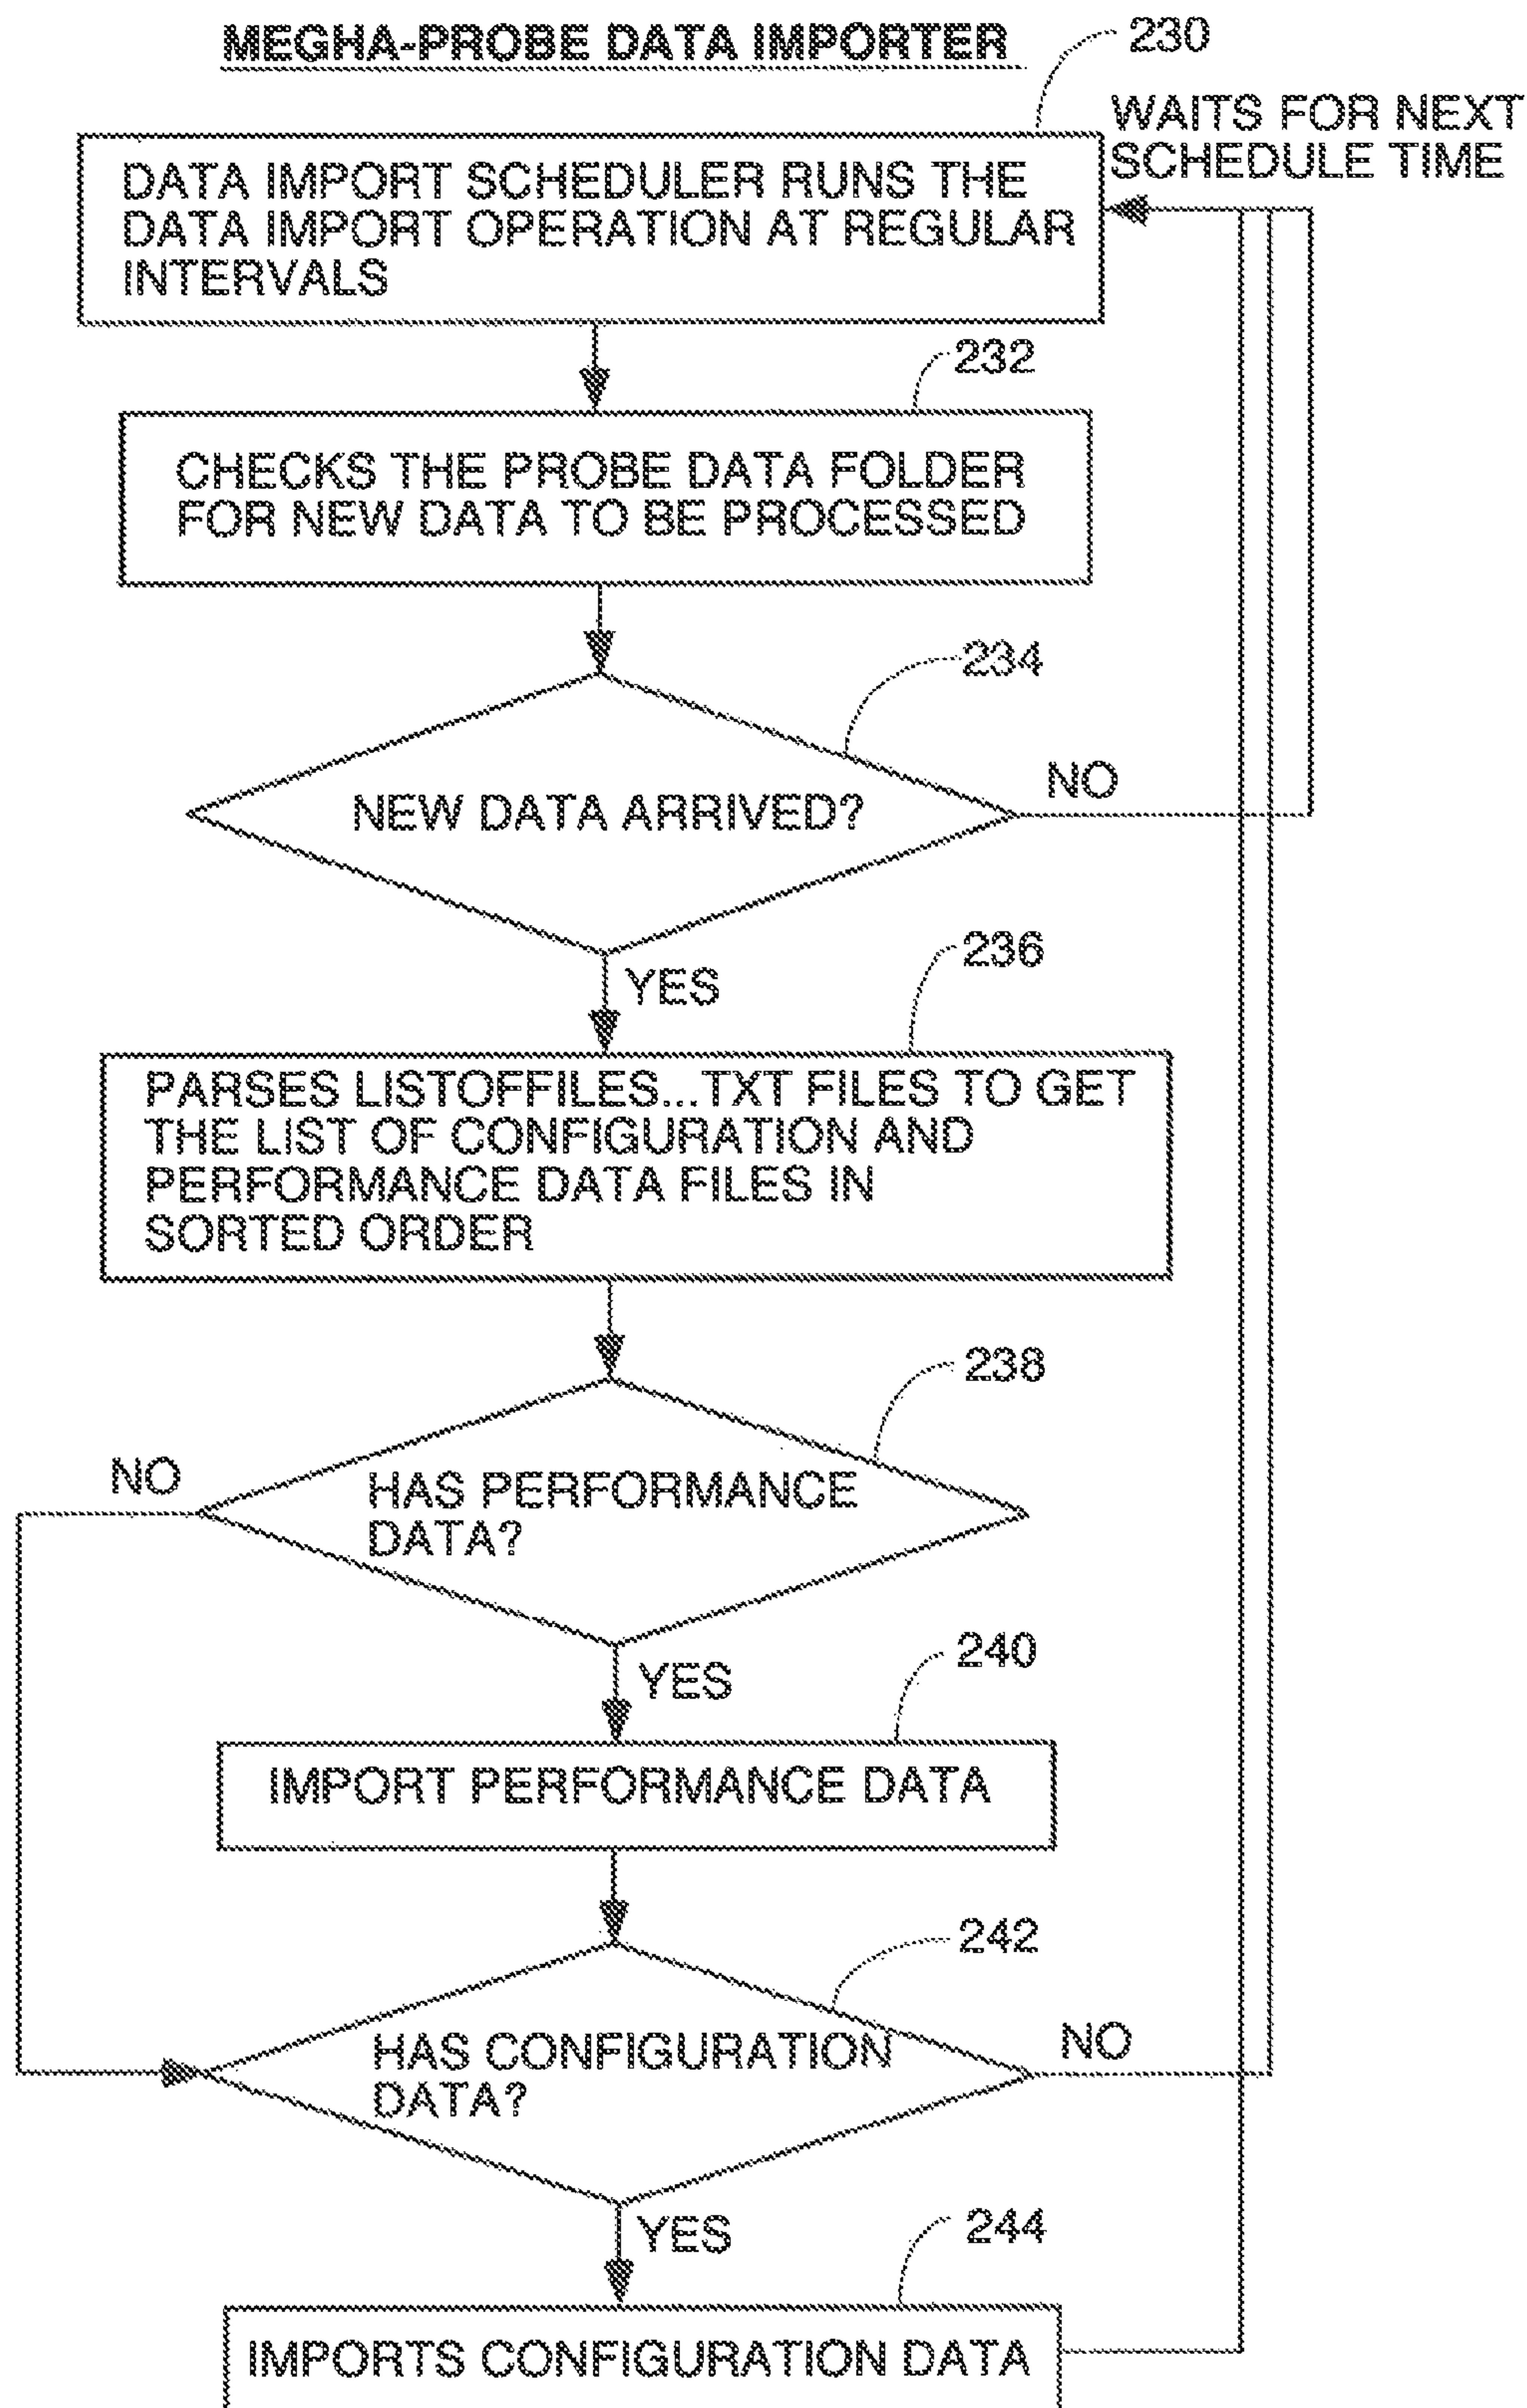 MEGHA-PROBE DATA IMPORTER
230
WAITS FOR NEXT
SCHEDULE TIME
DATA IMPORT SCHEDULER RUNS THE
DATA IMPORT OPERATION AT REGULAR
INTERVALS
232
CHECKS THE PROBE DATA FOLDER
FOR NEW DATA TO BE PROCESSED
234
NEW DATA ARRIVED?
NO
YES
236
PARSES LISTOFFILES...TXT FILES TO GET
THE LIST OF CONFIGURATION AND
PERFORMANCE DATA FILES IN
SORTED ORDER
238
NO
HAS PERFORMANCE
DATA?
YES
240
IMPORT PERFORMANCE DATA
242
HAS CONFIGURATION
DATA?
NO
YES
244
IMPORTS CONFIGURATION DATA